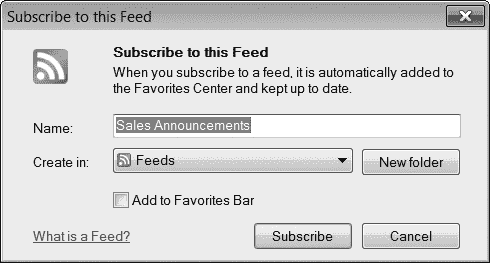 Subscribe to this Feed
Subscribe to this Feed
When you subscribe to a feed, it is automatically added to
the Favorites Center and kept up to date.
Name: Sales Announcements
Create in: Feeds New folder
Add to Favorites Bar
What is a Feed? Subscribe Cancel